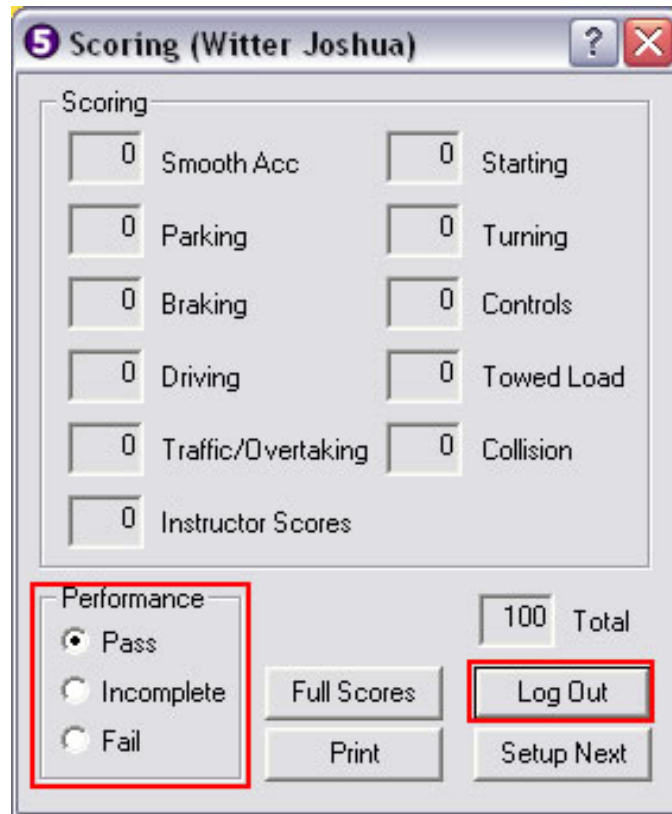 5 Scoring (Witter Joshua) ?
Scoring
0 Smooth Acc 0 Starting
0 Parking 0 Turning
0 Braking 0 Controls
0 Driving 0 Towed Load
0 Traffic/Overtaking 0 Collision
0 Instructor Scores
Performance
Pass
Incomplete
Fail
100 Total
Full Scores Log Out
Print Setup Next